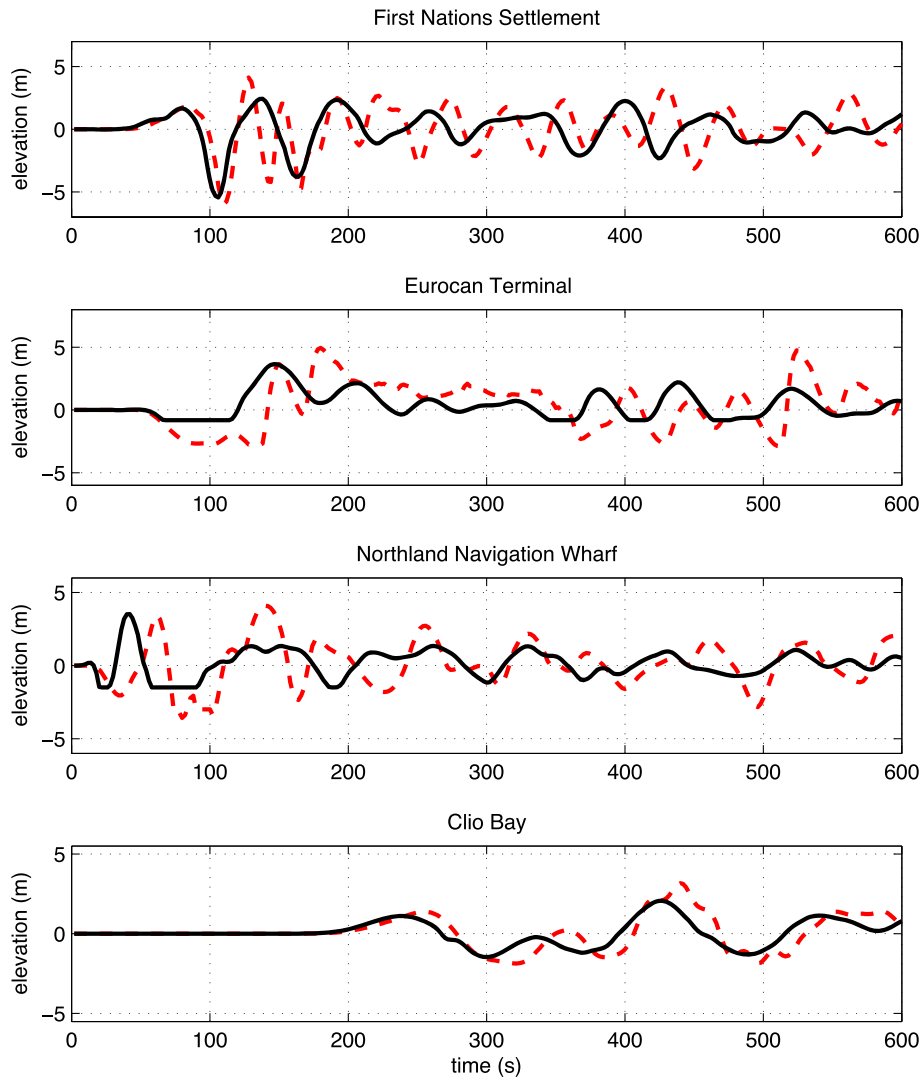 First Nations Settlement
elevation (m)
5
0
−5
0 100 200 300 400 500 600
Eurocan Terminal
elevation (m)
5
0
−5
0 100 200 300 400 500 600
Northland Navigation Wharf
elevation (m)
5
0
−5
0 100 200 300 400 500 600
Clio Bay
elevation (m)
5
0
−5
0 100 200 300 400 500 600
time (s)